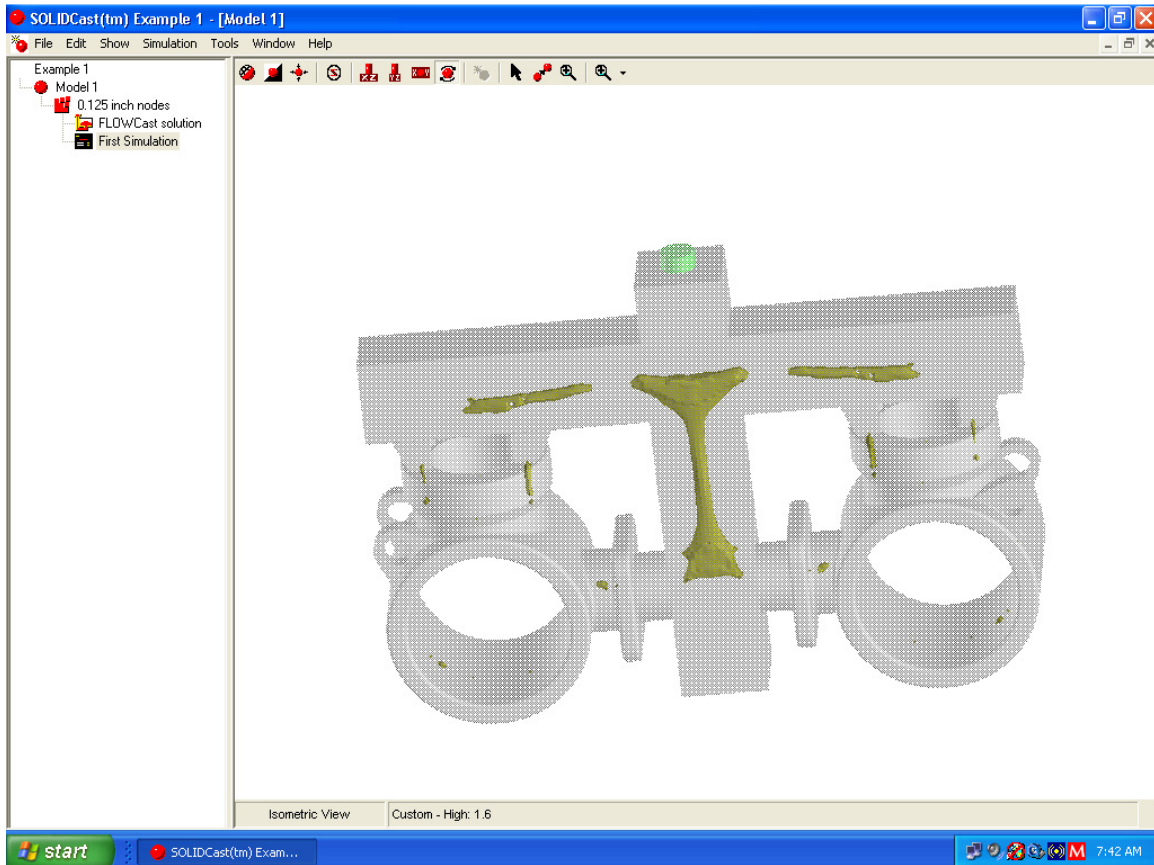 SOLIDCast(tm) Example 1 - [Model 1]
File Edit Show Simulation Tools Window Help
Example 1
Model 1
0.125 inch nodes
FLOWCast solution
First Simulation
XZ YZ X-Y
Isometric View Custom - High: 1.6
start SOLIDCast(tm) Exam... M 7:42 AM